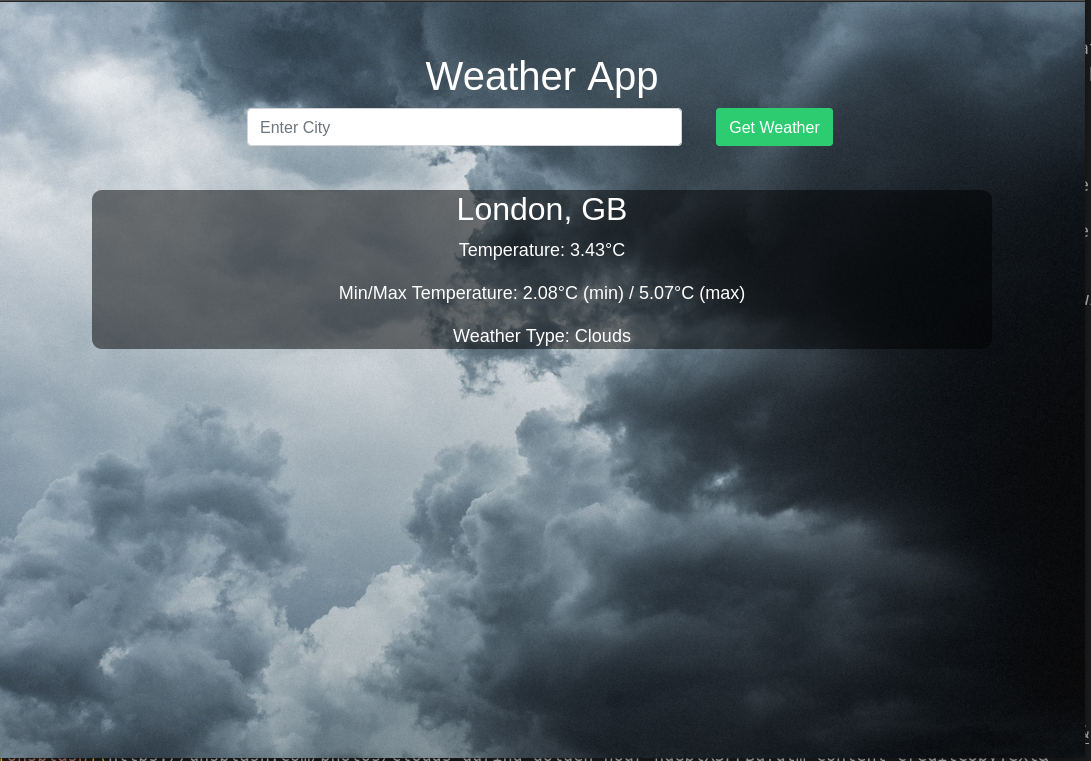 Weather App
Enter City
Get Weather
London, GB
Temperature: 3.43°C
Min/Max Temperature: 2.08°C (min) / 5.07°C (max)
Weather Type: Clouds